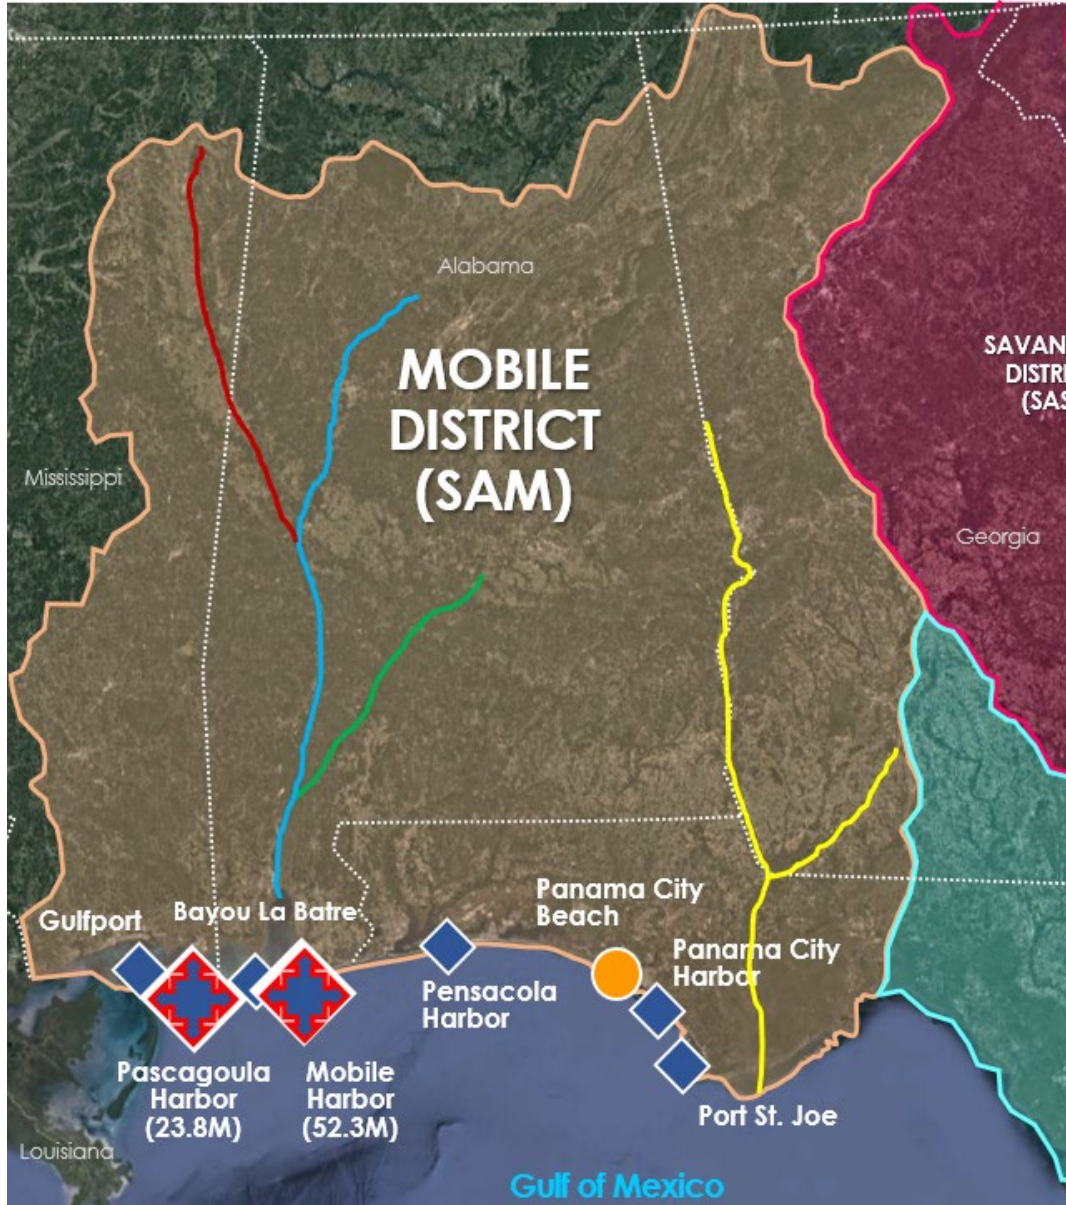 Alabama
MOBILE
DISTRICT
(SAM)
SAVAN
DISTRI
(SAS
Mississippi
Georgia
Gulfport
Bayou La Batre
Panama City
Beach
Panama City
Harbor
Pensacola
Harbor
Pascagoula
Harbor
(23.8M)
Mobile
Harbor
(52.3M)
Port St. Joe
Louisiana
Gulf of Mexico